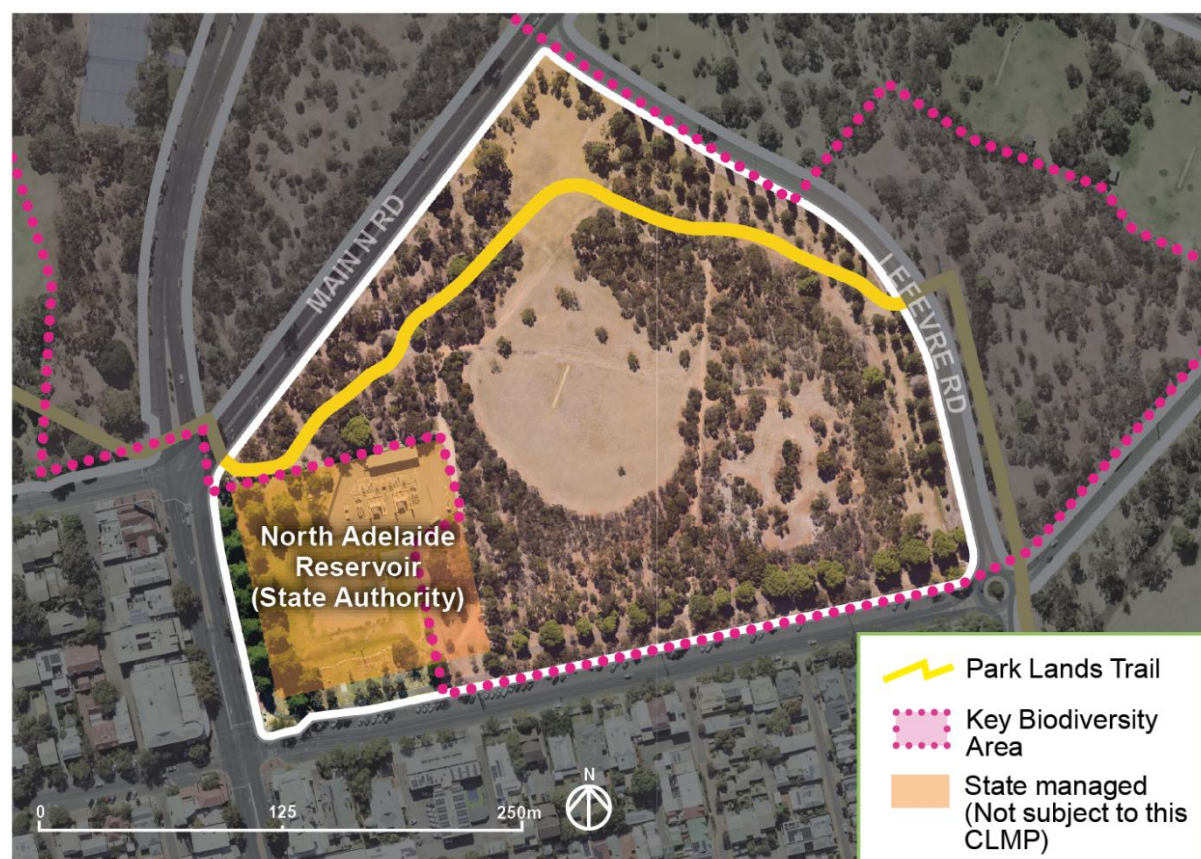 MAIN N RD
LEFEVRE RD
North Adelaide
Reservoir
(State Authority)
0 125 250m
N
Park Lands Trail
Key Biodiversity
Area
State managed
(Not subject to this
CLMP)